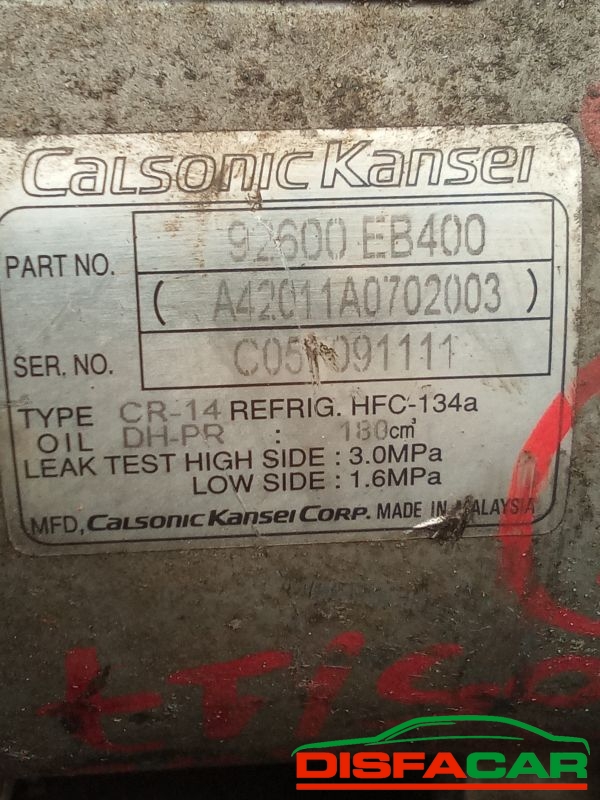 Calsonic Kansei
PART NO. 92600 EB400
( A42011A0702003 )
SER. NO.
TYPE CR-14 REFRIG. HFC-134a
OIL DH-PR : 180cm³
LEAK TEST HIGH SIDE : 3.0MPa
LOW SIDE : 1.6MPa
MFD, Calsonic Kansei Corp. MADE IN MALAYSIA
DISFACAR